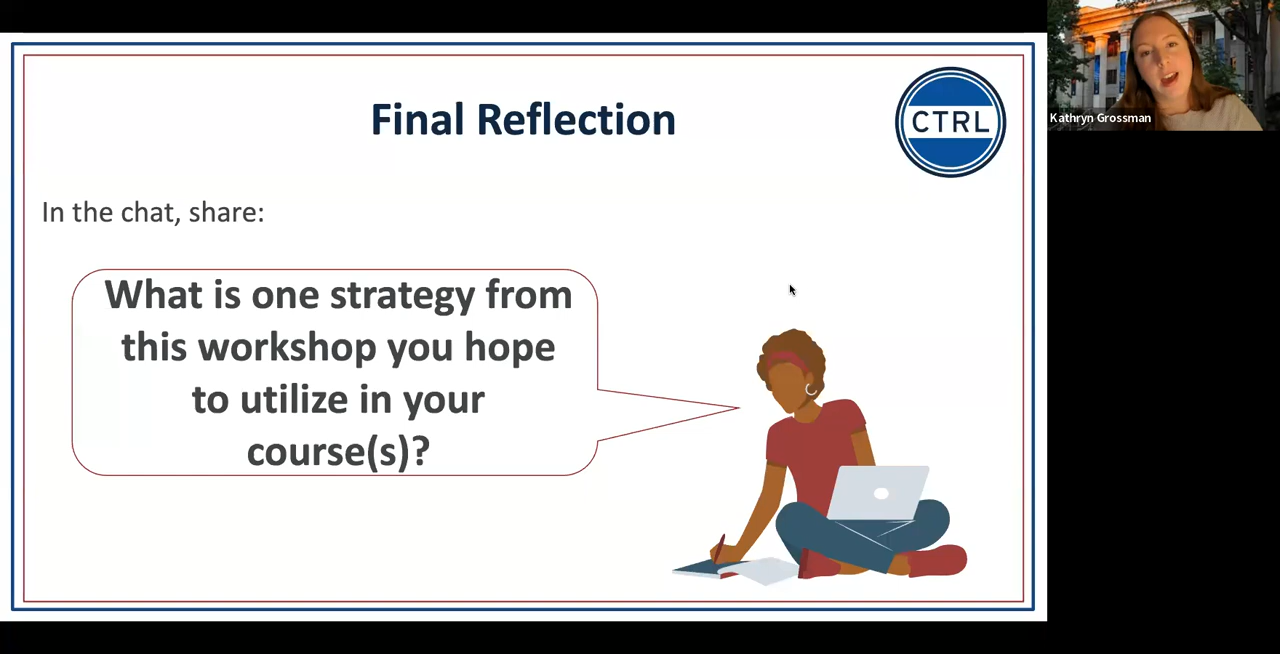 Final Reflection
CTRL
Kathryn Grossman
In the chat, share:
What is one strategy from
this workshop you hope
to utilize in your
course(s)?